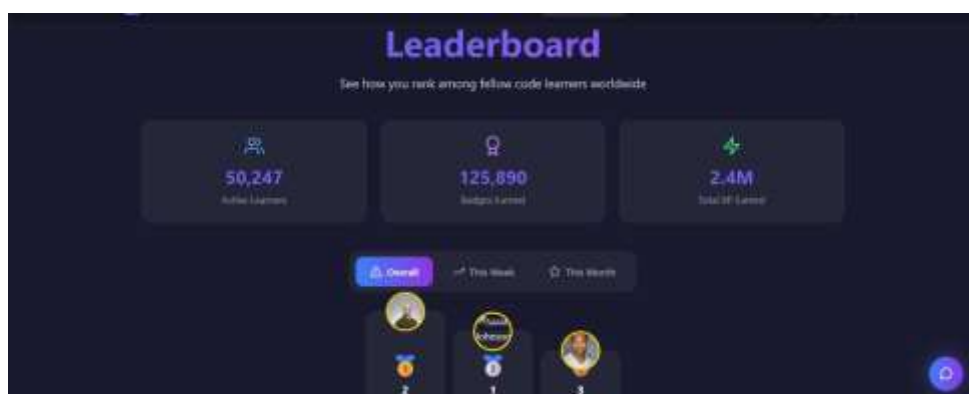 Leaderboard
See how you rank among fellow code learners worldwide
50,247
Active Learners
125,890
Badges Earned
2.4M
Total XP Earned
Overall
This Week
This Month
Johnson
2
1
3